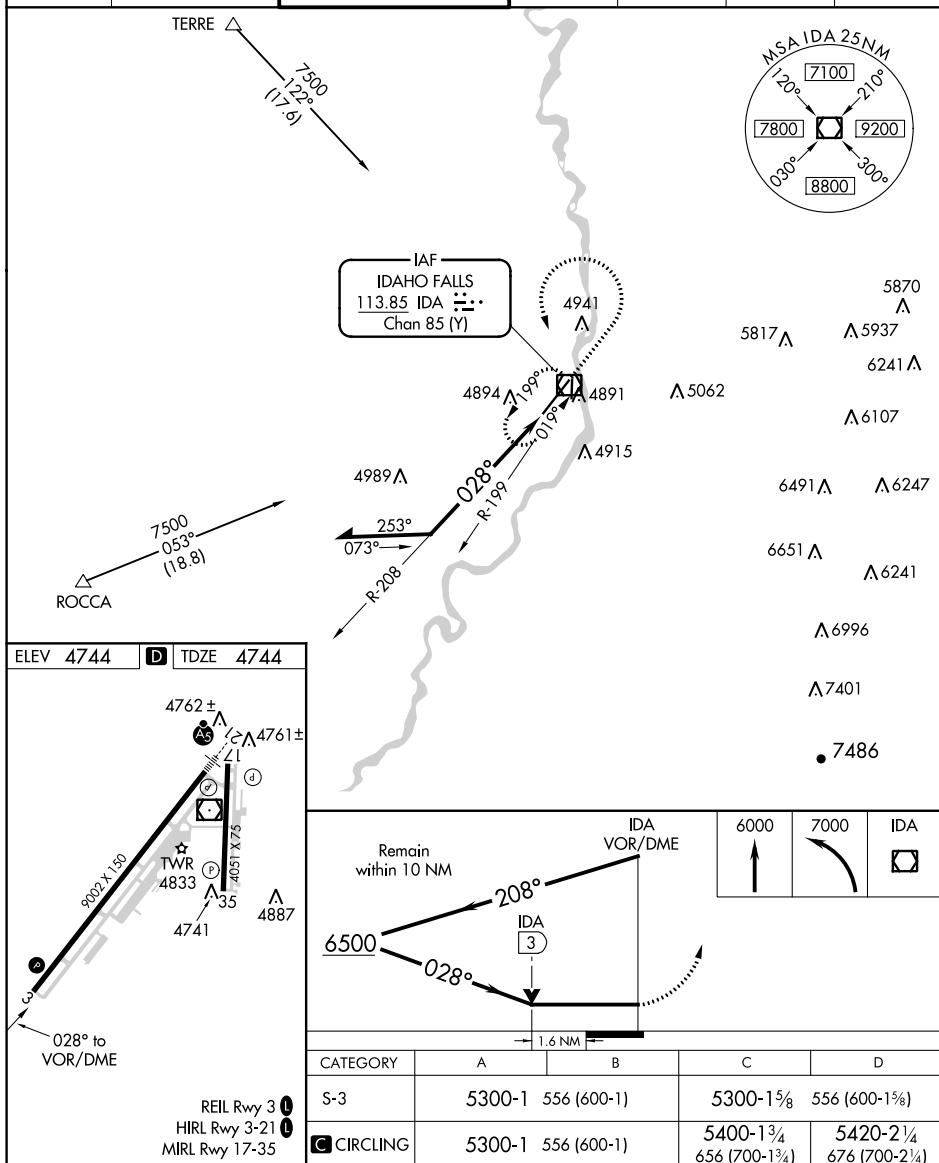 TERRE
7500
122°
(17.6)
MSA IDA 25NM
7100
120°
210°
7800
9200
030°
300°
8800
IAF
IDAHO FALLS
113.85 IDA
Chan 85 (Y)
4941
5870
5817
5937
6241
4894
199°
4891
5062
019°
6107
4915
4989
028°
R-199
6491
6247
7500
053°
(18.8)
253°
073°
6651
ROCCA
R-208
6241
6996
7401
7486
ELEV 4744
D
TDZE 4744
4762 ±
A5
21
4761±
17
P
P
9002 X 150
4051 X 75
TWR
4833
P
35
4741
4887
P
3
028° to
VOR/DME
REIL Rwy 3 L
HIRL Rwy 3-21 L
MIRL Rwy 17-35
Remain
within 10 NM
IDA
VOR/DME
6000
7000
IDA
208°
6500
IDA
3
028°
1.6 NM
CATEGORY A B C D
S-3 5300-1 556 (600-1) 5300-1⅝ 556 (600-1⅝)
C CIRCLING 5300-1 556 (600-1) 5400-1¾ 5420-2¼
656 (700-1¾) 676 (700-2¼)